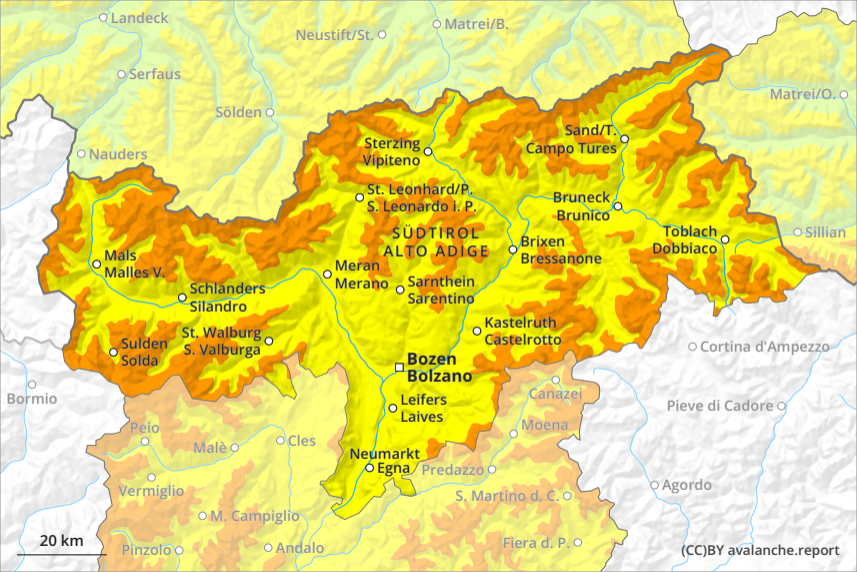 Landeck
Matrei/B.
Neustift/St.
Serfaus
Matrei/O.
Sölden
Sand/T.
Campo Tures
Sterzing
Vipiteno
Nauders
St. Leonhard/P.
S. Leonardo i. P.
Bruneck
Brunico
SÜDTIROL
ALTO ADIGE
Toblach
Dobbiaco
Sillian
Brixen
Bressanone
Mals
Malles V.
Meran
Merano
Sarnthein
Sarentino
Schlanders
Silandro
Kastelruth
Castelrotto
St. Walburg
S. Valburga
Sulden
Solda
Cortina d'Ampezzo
Bozen
Bolzano
Bormio
Canazei
Leifers
Laives
Pieve di Cadore
Peio
Moena
Cles
Malè
Neumarkt
Egna
Predazzo
Vermiglio
Agordo
S. Martino d. C.
M. Campiglio
Fiera d. P.
20 km
Pinzolo
Andalo
(CC)BY avalanche.report